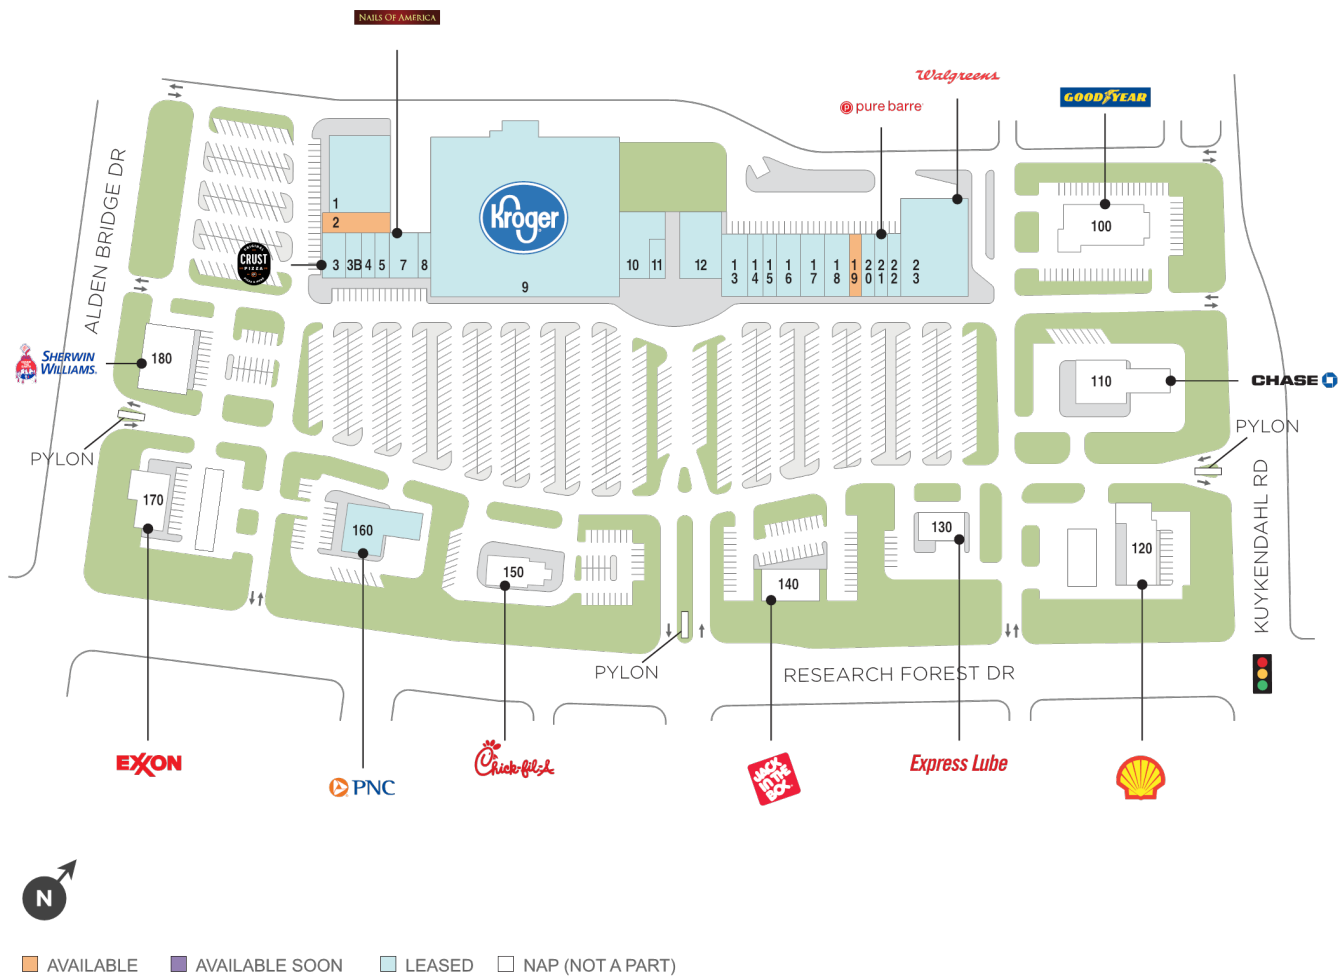 NAILS OF AMERICA
Walgreens
pure barre
GOODYEAR
ALDEN BRIDGE DR
Kroger
1
2
3
3B
4
5
7
8
9
10
11
12
13
14
15
16
17
18
19
20
21
22
23
100
ORIGINAL
CRUST
PIZZA
SHERWIN
WILLIAMS.
180
110
CHASE
PYLON
PYLON
KUYKENDAHL RD
170
160
150
140
130
120
PYLON
RESEARCH FOREST DR
EXXON
PNC
Chick-fil-A
JACK
IN THE
BOX
Express Lube
N
AVAILABLE
AVAILABLE SOON
LEASED
NAP (NOT A PART)